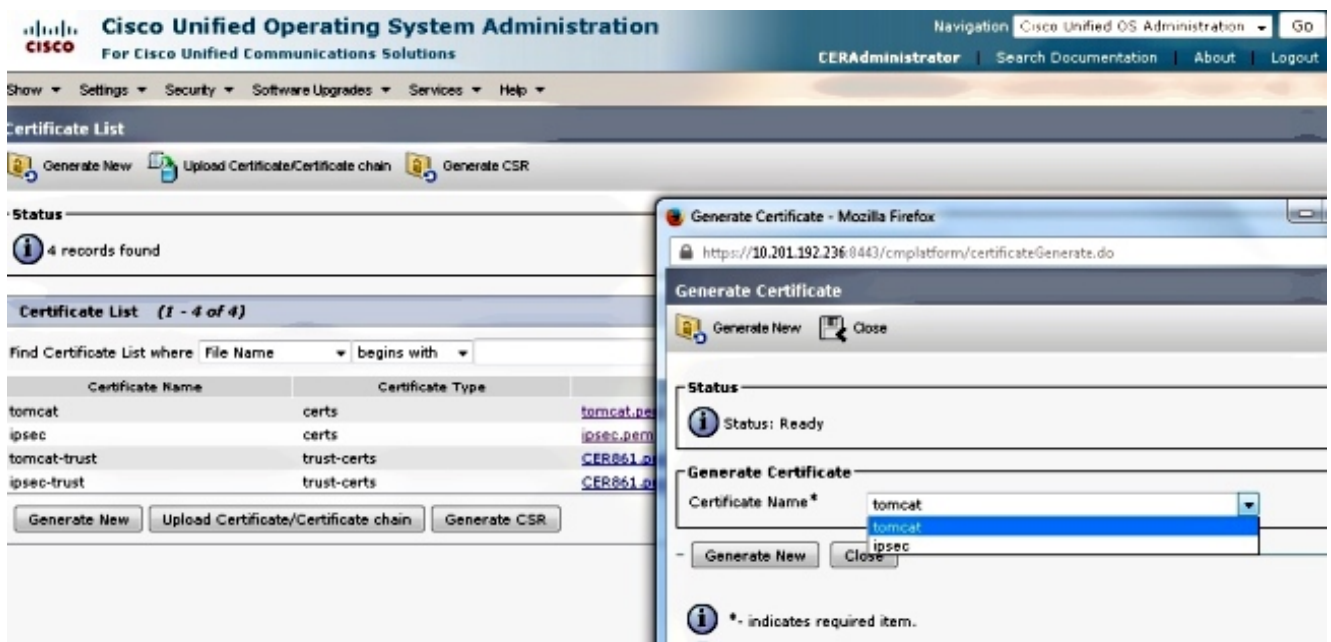 CISCO
Cisco Unified Operating System Administration
For Cisco Unified Communications Solutions
Navigation Cisco Unified OS Administration Go
CERAdministrator | Search Documentation | About | Logout
Show Settings Security Software Upgrades Services Help
Certificate List
Generate New Upload Certificate/Certificate chain Generate CSR
Status
4 records found
Certificate List (1 - 4 of 4)
Find Certificate List where File Name begins with
Certificate Name Certificate Type
tomcat certs tomcat.pe
ipsec certs ipsec.pem
tomcat-trust trust-certs CER861.p
ipsec-trust trust-certs CER861.p
Generate New Upload Certificate/Certificate chain Generate CSR
Generate Certificate - Mozilla Firefox
https://10.201.192.236:8443/cmplatform/certificateGenerate.do
Generate Certificate
Generate New Close
Status
Status: Ready
Generate Certificate
Certificate Name* tomcat
tomcat
ipsec
Generate New Close
*- indicates required item.